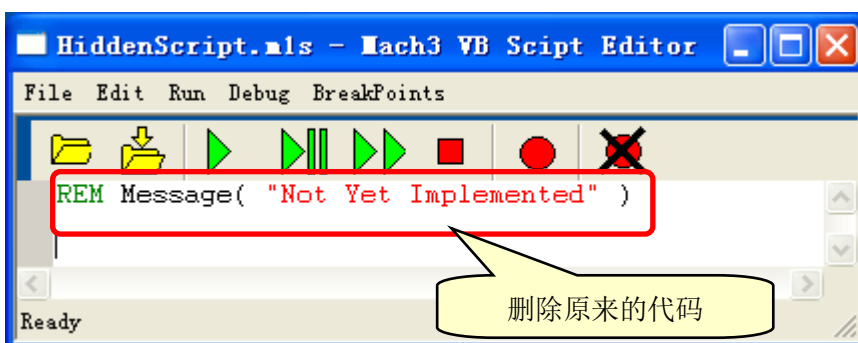 HiddenScript.m1s - Mach3 VB Scipt Editor
File Edit Run Debug BreakPoints
REM Message( "Not Yet Implemented" )
删除原来的代码
Ready